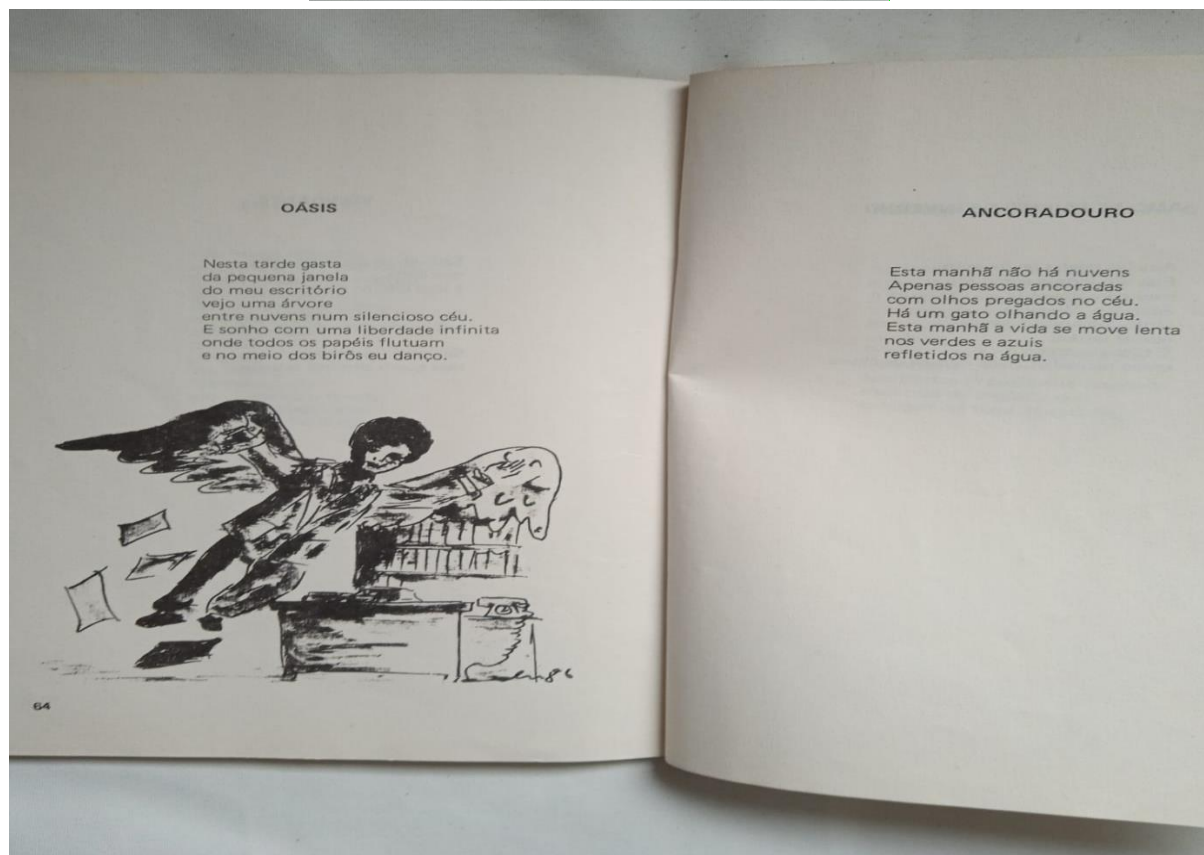 OÁSIS
Nesta tarde gasta
da pequena janela
do meu escritório
vejo uma árvore
entre nuvens num silencioso céu.
E sonho com uma liberdade infinita
onde todos os papéis flutuam
e no meio dos birôs eu danço.
64
ANCORADOURO
Esta manhã não há nuvens
Apenas pessoas ancoradas
com olhos pregados no céu.
Há um gato olhando a água.
Esta manhã a vida se move lenta
nos verdes e azuis
refletidos na água.